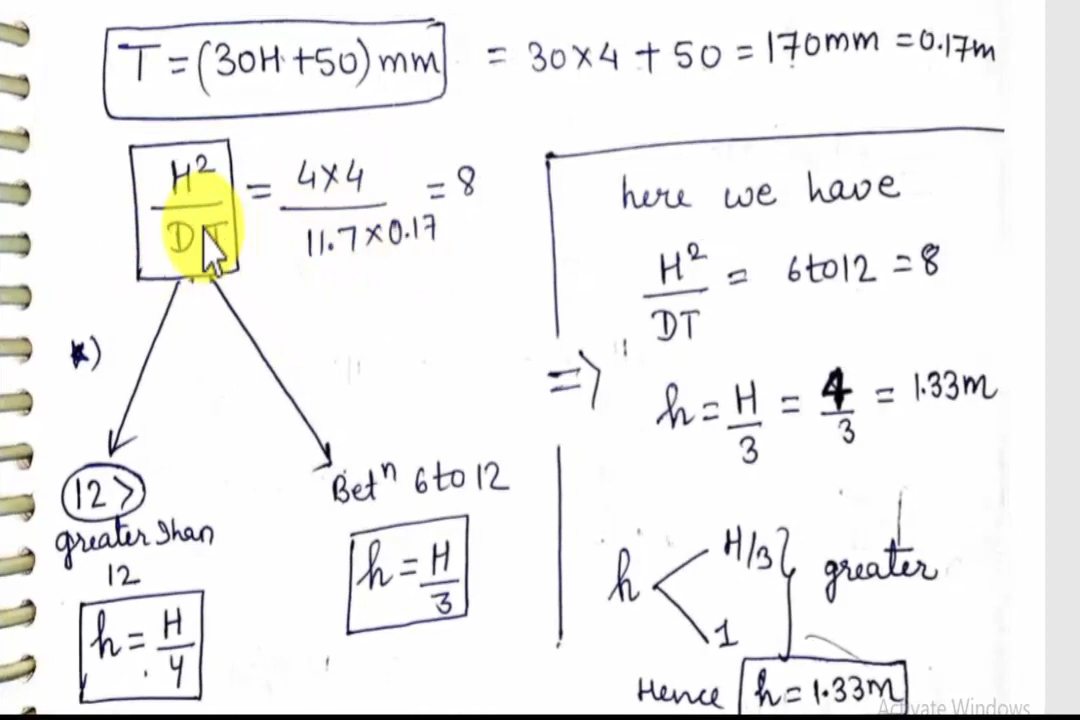 T = (30H + 50) mm = 30 × 4 + 50 = 170mm = 0.17m
H² / DT = 4×4 / 11.7×0.17 = 8
12 >
greater than
12
h = H/4
Betⁿ 6 to 12
h = H/3
here we have
H² / DT = 6 to 12 = 8
=> h = H/3 = 4/3 = 1.33m
h < H/3 } greater
1
Hence h = 1.33m
Activate Windows